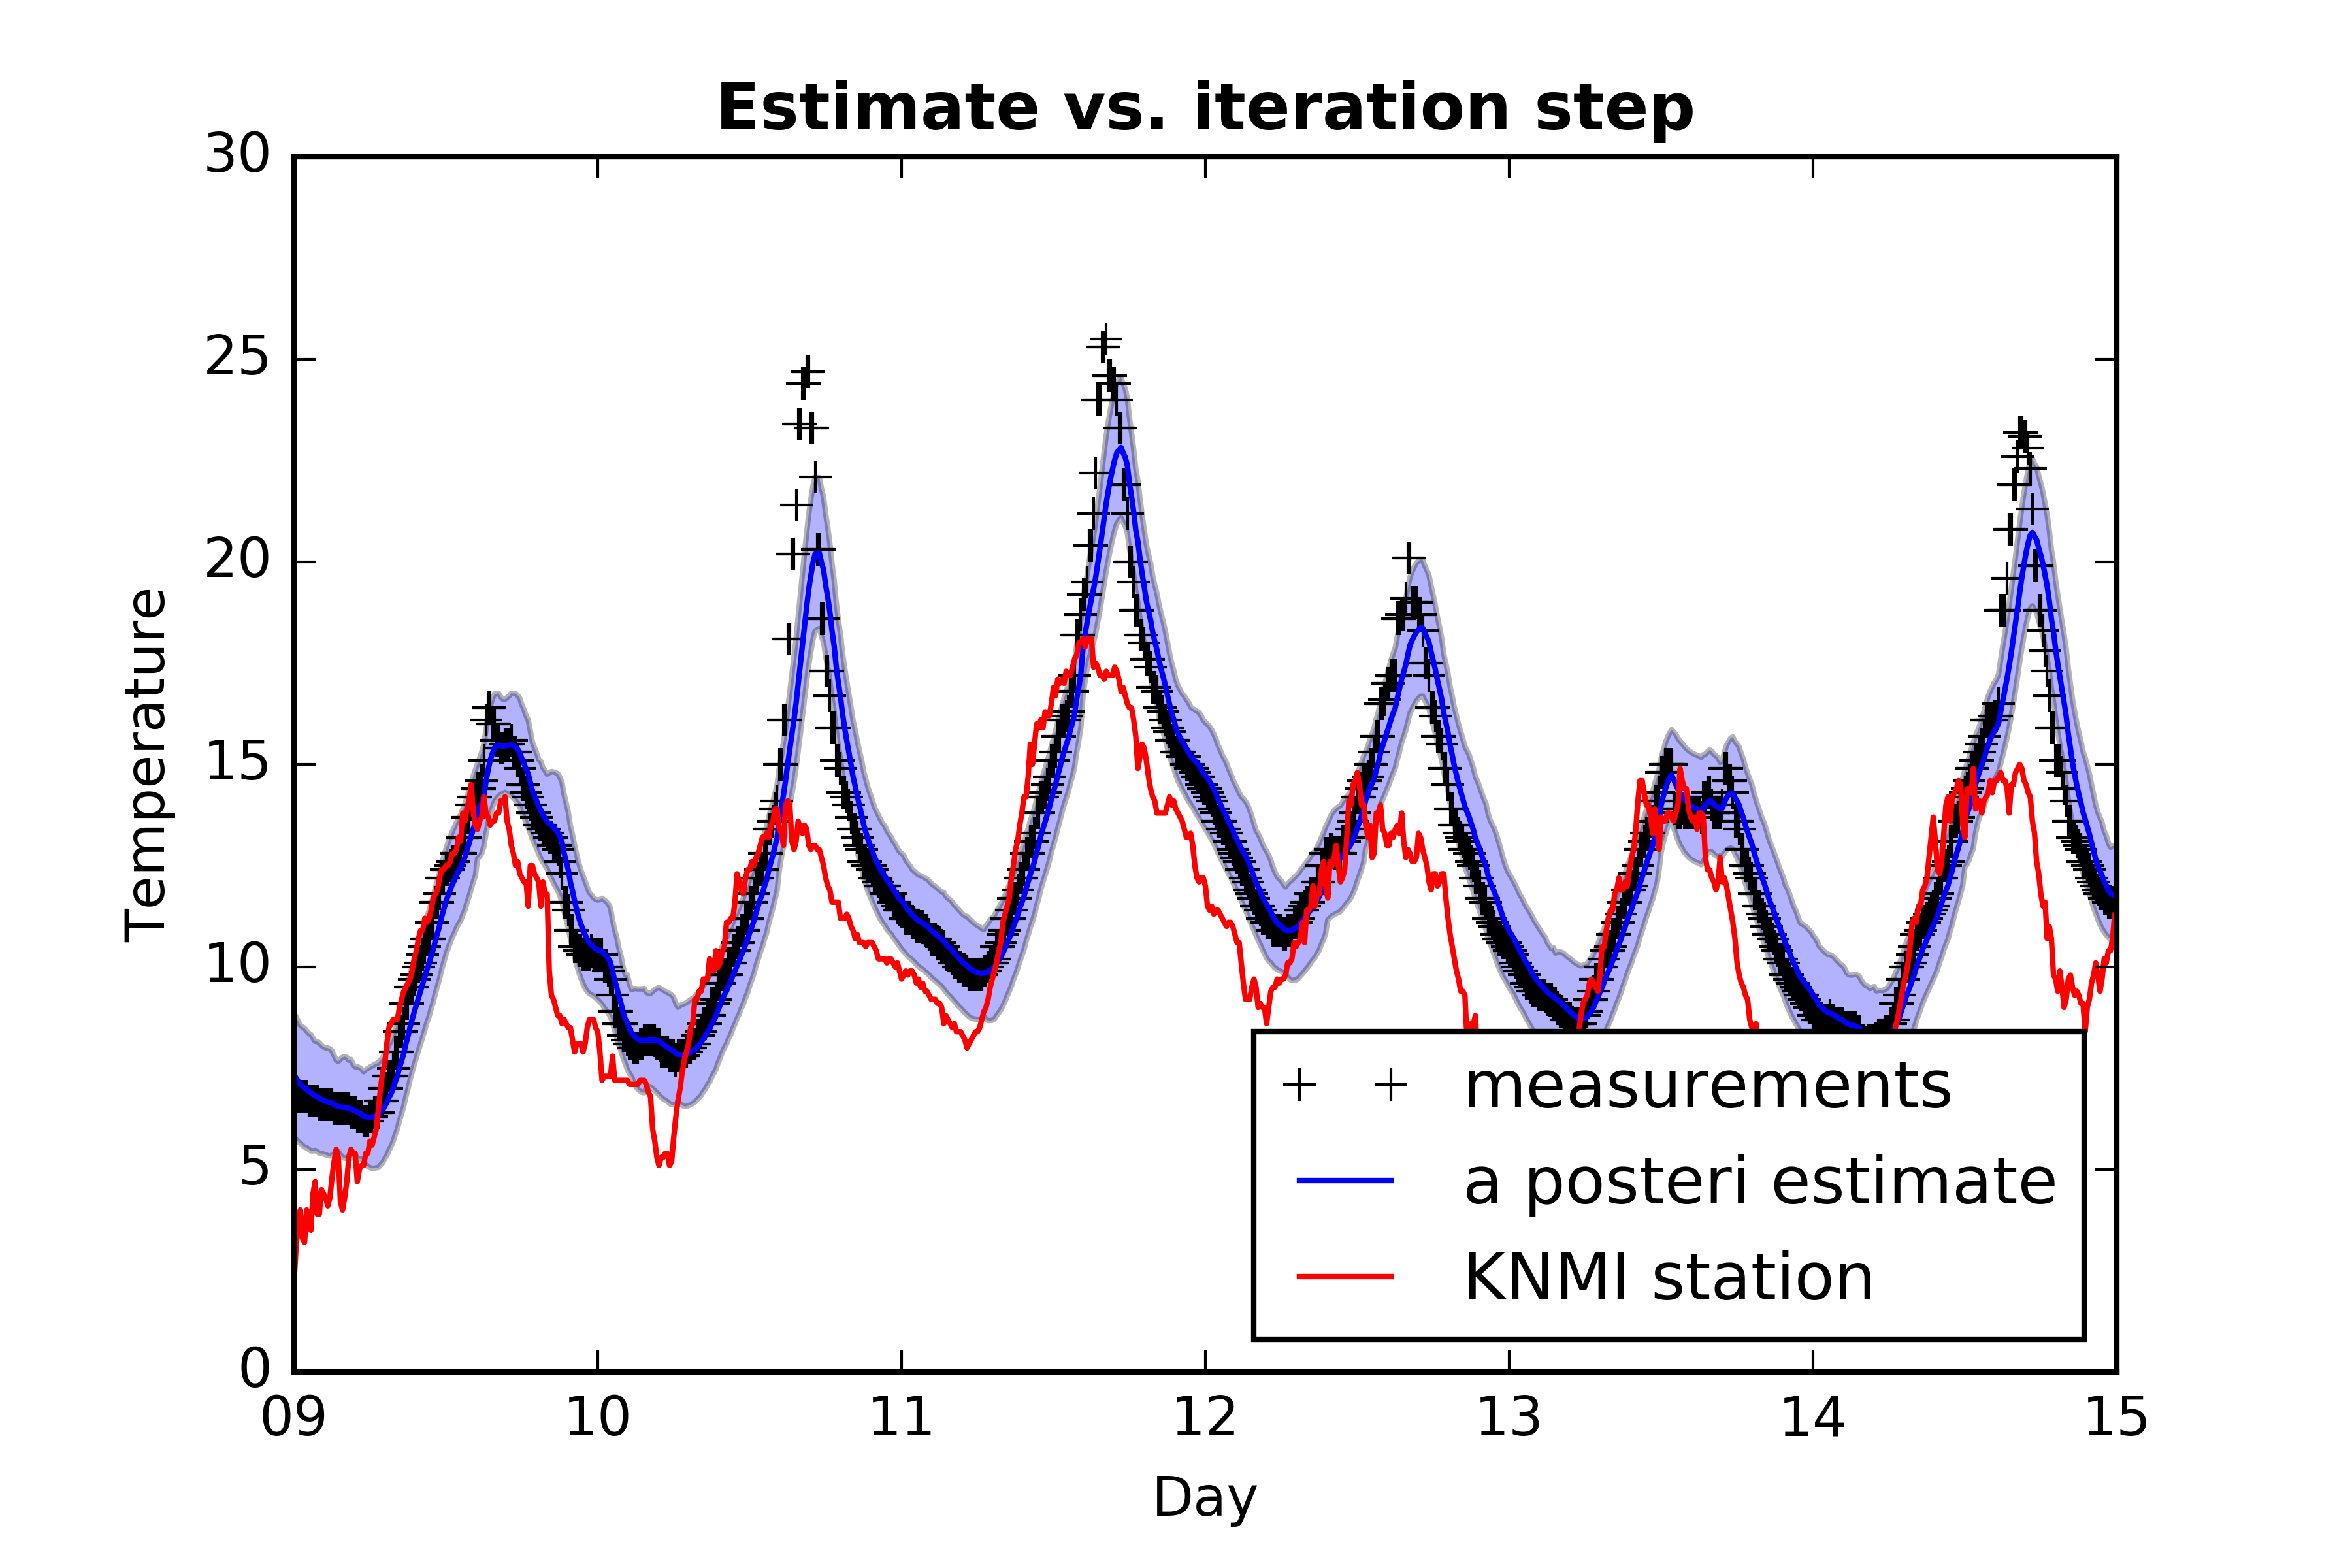 Estimate vs. iteration step
30
25
20
15
10
5
0
Temperature
measurements
a posteri estimate
KNMI station
09 10 11 12 13 14 15
Day